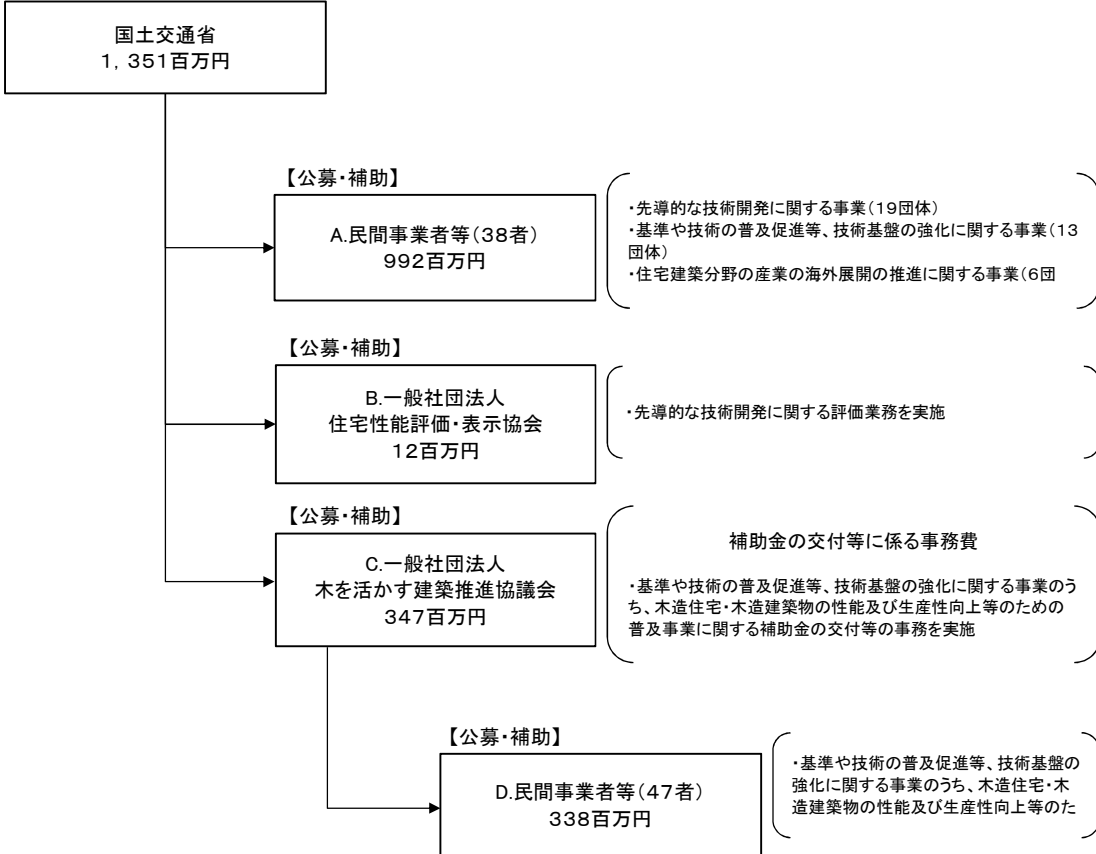 国土交通省
１，３５１百万円
【公募・補助】
A.民間事業者等（３８者）
９９２百万円
・先導的な技術開発に関する事業（１９団体）
・基準や技術の普及促進等、技術基盤の強化に関する事業（１３
団体）
・住宅建築分野の産業の海外展開の推進に関する事業（６団
【公募・補助】
B.一般社団法人
住宅性能評価・表示協会
１２百万円
・先導的な技術開発に関する評価業務を実施
【公募・補助】
C.一般社団法人
木を活かす建築推進協議会
３４７百万円
補助金の交付等に係る事務費
・基準や技術の普及促進等、技術基盤の強化に関する事業のう
ち、木造住宅・木造建築物の性能及び生産性向上等のための
普及事業に関する補助金の交付等の事務を実施
【公募・補助】
D.民間事業者等（４７者）
３３８百万円
・基準や技術の普及促進等、技術基盤の
強化に関する事業のうち、木造住宅・木
造建築物の性能及び生産性向上等のた